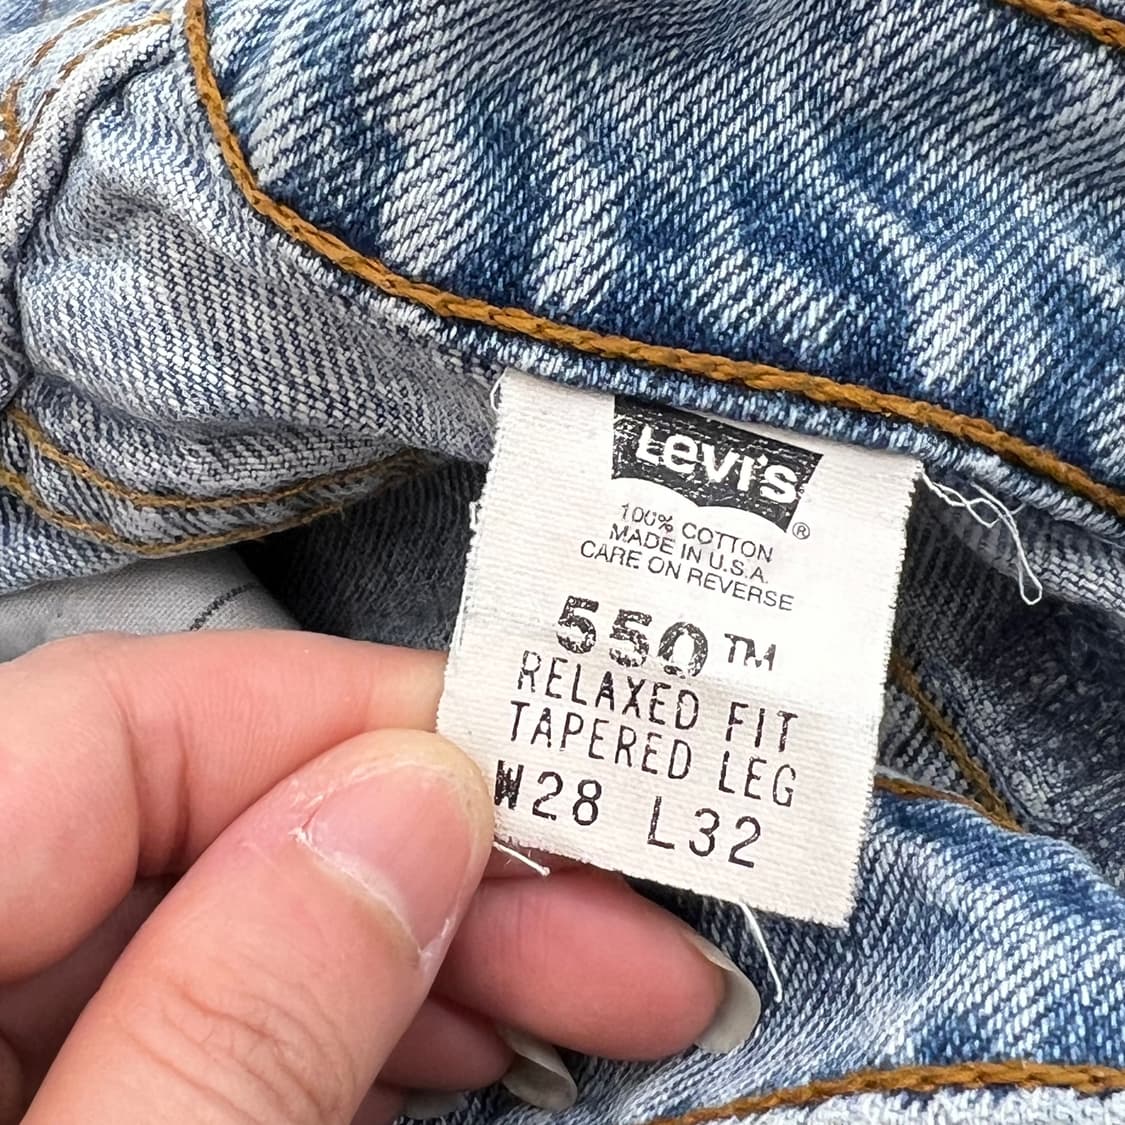 Levi's®
100% COTTON
MADE IN U.S.A.
CARE ON REVERSE
550™
RELAXED FIT
TAPERED LEG
W28 L32